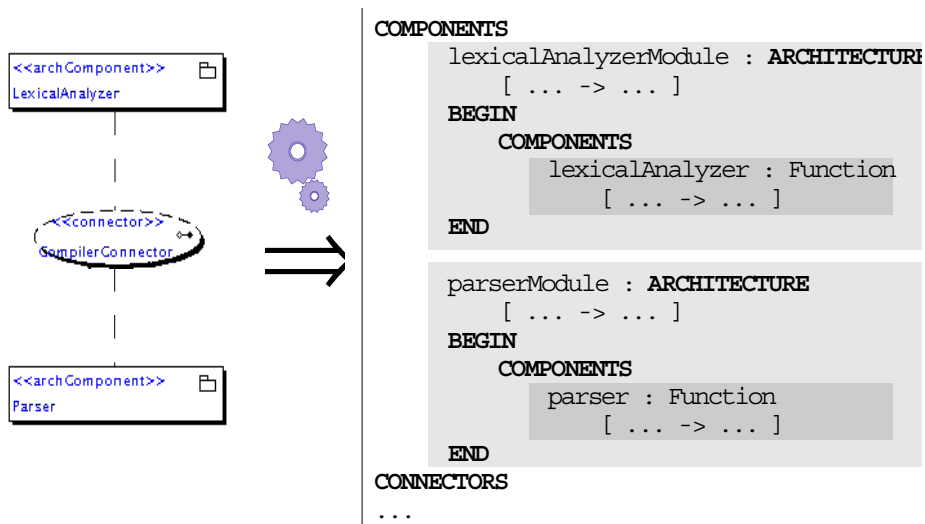 <<archComponent>>
LexicalAnalyzer
<<connector>>
CompilerConnector
<<archComponent>>
Parser
COMPONENTS
lexicalAnalyzerModule : ARCHITECTURE
[ ... -> ... ]
BEGIN
COMPONENTS
lexicalAnalyzer : Function
[ ... -> ... ]
END
parserModule : ARCHITECTURE
[ ... -> ... ]
BEGIN
COMPONENTS
parser : Function
[ ... -> ... ]
END
CONNECTORS
...